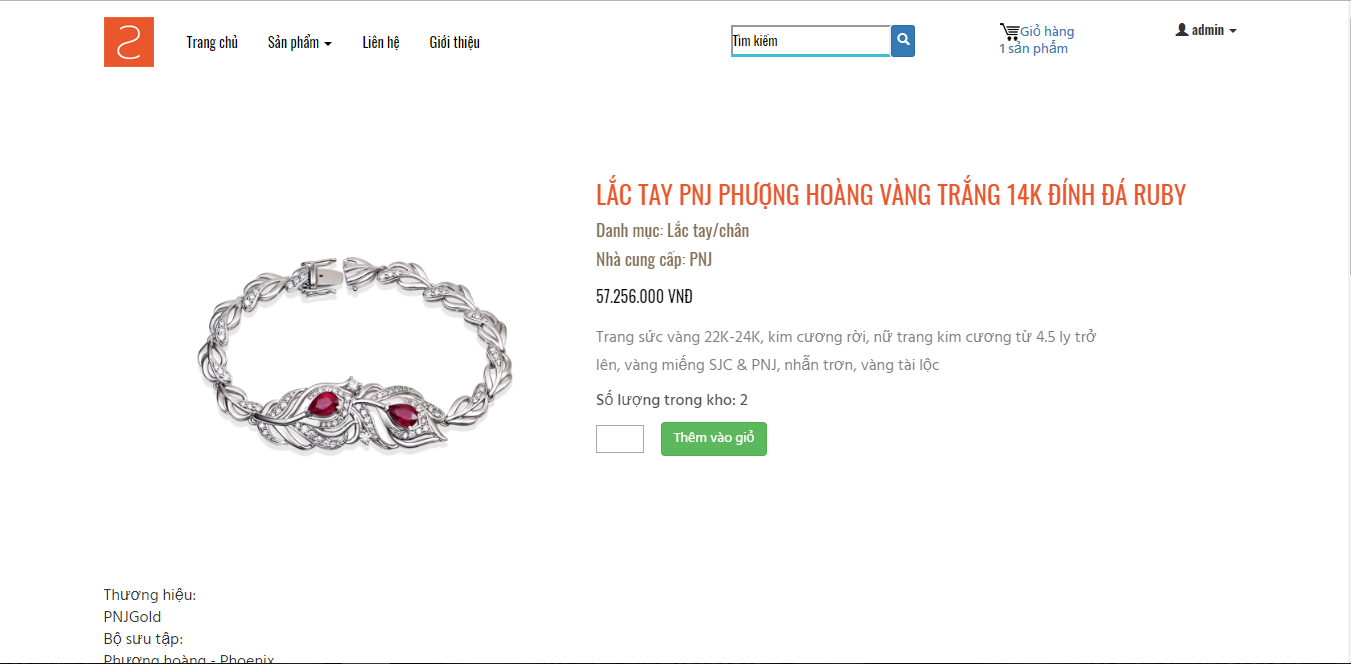 Trang chủ
Sản phẩm
Liên hệ
Giới thiệu
Tìm kiếm
Giỏ hàng
1 sản phẩm
admin
LẮC TAY PNJ PHƯỢNG HOÀNG VÀNG TRẮNG 14K ĐÍNH ĐÁ RUBY
Danh mục: Lắc tay/chân
Nhà cung cấp: PNJ
57.256.000 VNĐ
Trang sức vàng 22K-24K, kim cương rời, nữ trang kim cương từ 4.5 ly trở
lên, vàng miếng SJC & PNJ, nhẫn trơn, vàng tài lộc
Số lượng trong kho: 2
Thêm vào giỏ
Thương hiệu:
PNJGold
Bộ sưu tập:
Phượng hoàng - Phoenix